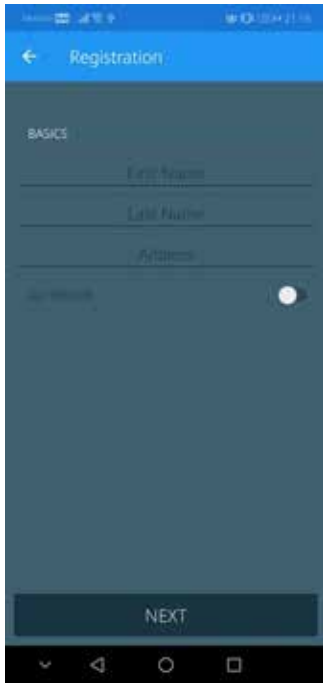 Registration
BASICS
First Name
Last Name
Address
NEXT